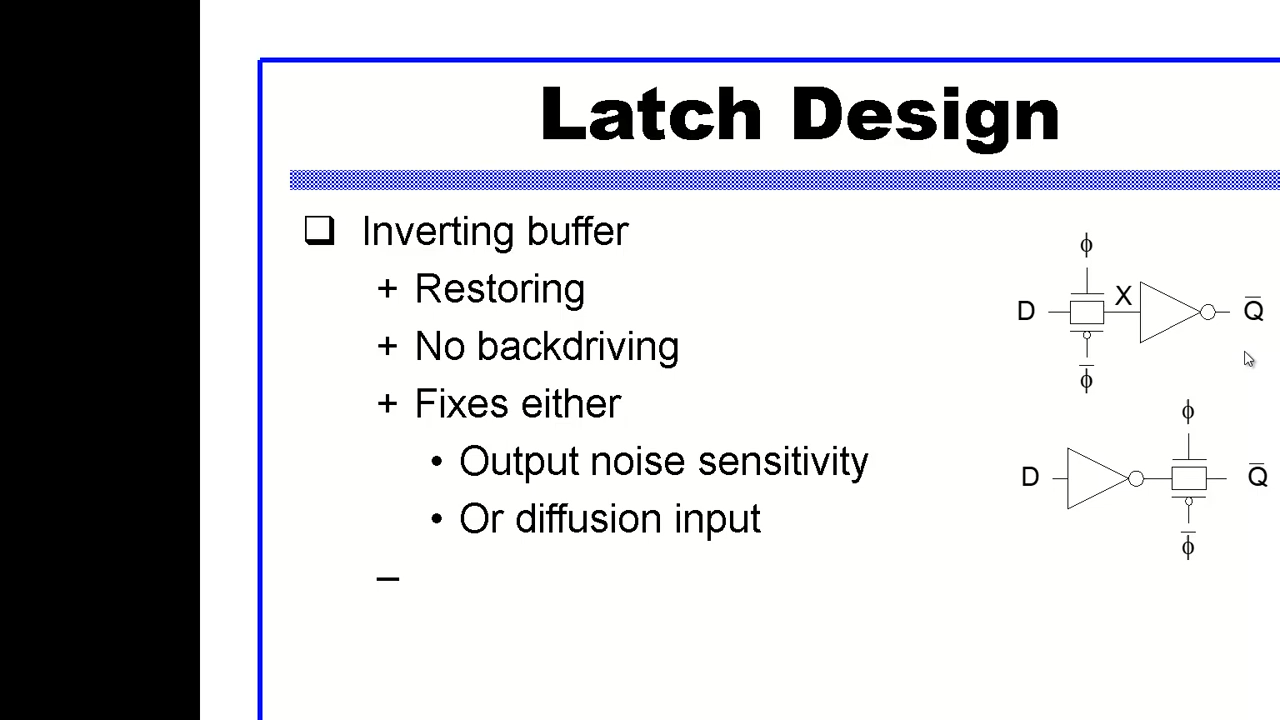 Latch Design
❑ Inverting buffer
+ Restoring
+ No backdriving
+ Fixes either
• Output noise sensitivity
• Or diffusion input
–
ϕ
D X Q̅
ϕ̅
ϕ
D Q̅
ϕ̅